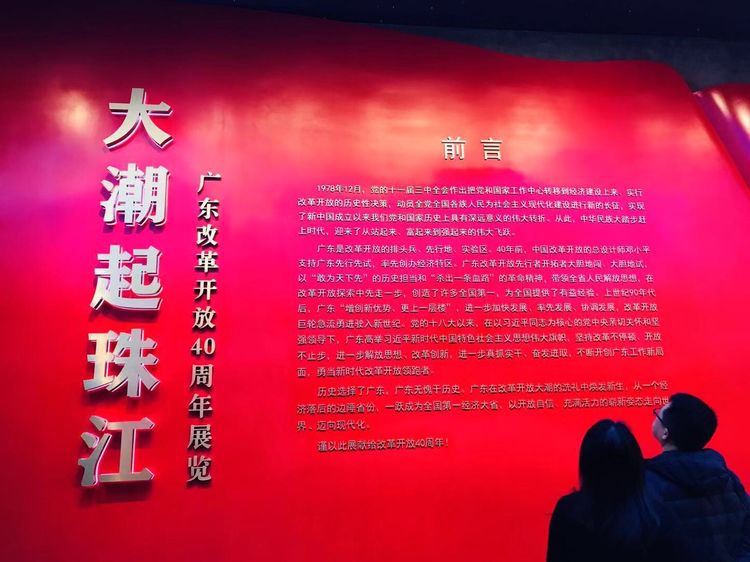 大潮起珠江
广东改革开放40周年展览
前言
1978年12月，党的十一届三中全会作出把党和国家工作中心转移到经济建设上来、实行
改革开放的历史性决策，动员全党全国各族人民为社会主义现代化建设进行新的长征，实现
了新中国成立以来我们党和国家历史上具有深远意义的伟大转折。从此，中华民族大踏步赶
上时代，迎来了从站起来、富起来到强起来的伟大飞跃。
广东是改革开放的排头兵、先行地、实验区。40年前，中国改革开放的总设计师邓小平
支持广东先行先试，率先创办经济特区。广东改革开放先行者开拓者大胆地闯、大胆地试，
以“敢为天下先”的历史担当和“杀出一条血路”的革命精神，带领全省人民解放思想，在
改革开放探索中先走一步，创造了许多全国第一，为全国提供了有益经验。上世纪90年代
后，广东“增创新优势，更上一层楼”，进一步加快发展、率先发展、协调发展，改革开放
巨轮急流勇进驶入新世纪。党的十八大以来，在以习近平同志为核心的党中央亲切关怀和坚
强领导下，广东高举习近平新时代中国特色社会主义思想伟大旗帜，坚持改革不停顿、开放
不止步，进一步解放思想、改革创新，进一步真抓实干、奋发进取，不断开创广东工作新局
面，勇当新时代改革开放领跑者。
历史选择了广东，广东无愧于历史。广东在改革开放大潮的洗礼中焕发新生，从一个经
济落后的边陲省份，一跃成为全国第一经济大省，以开放自信、充满活力的崭新姿态走向世
界、迈向现代化。
谨以此展献给改革开放40周年！